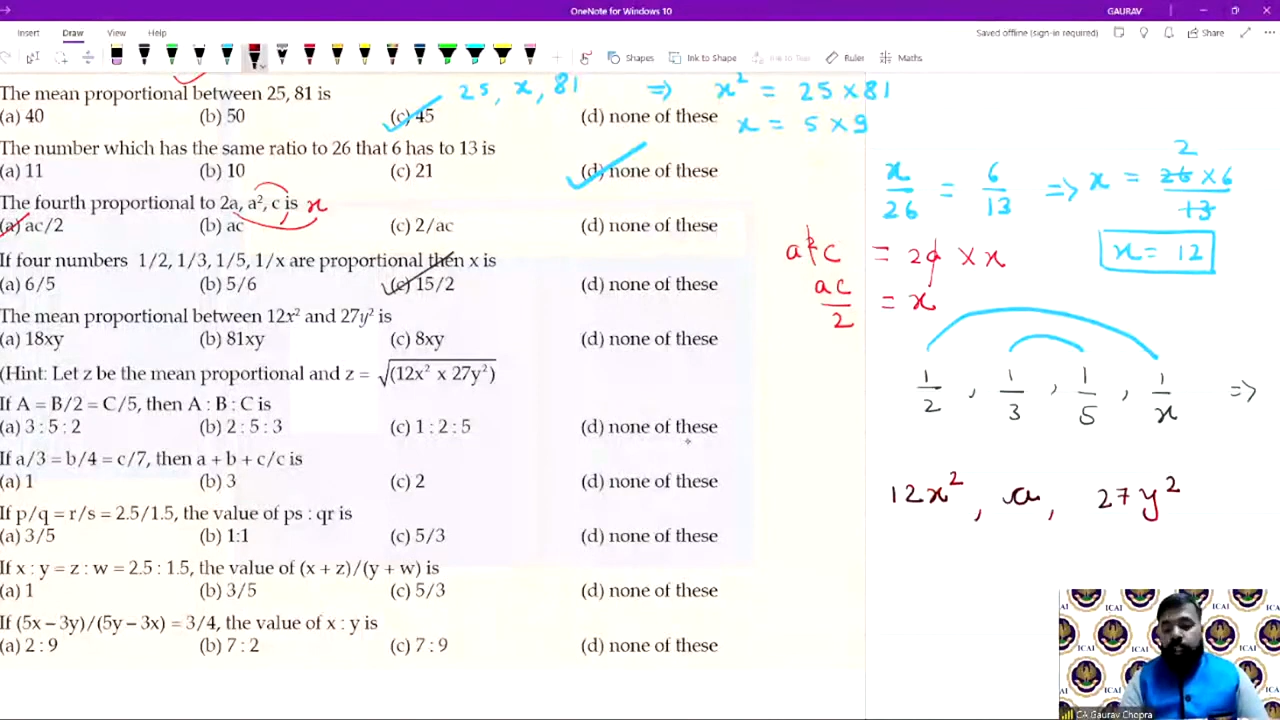 OneNote for Windows 10
GAURAV
Insert Draw View Help
Saved offline (sign-in required)
Share
Shapes
Ink to Shape
Ink to Text
Ruler
Maths
The mean proportional between 25, 81 is
(a) 40 (b) 50 (c) 45 (d) none of these
25, x, 81 ⇒ x² = 25 × 81
x = 5 × 9
The number which has the same ratio to 26 that 6 has to 13 is
(a) 11 (b) 10 (c) 21 (d) none of these
x/26 = 6/13 ⇒ x = 26 × 6/13
2
x = 12
The fourth proportional to 2a, a², c is x
(a) ac/2 (b) ac (c) 2/ac (d) none of these
a²c = 2a × x
ac/2 = x
If four numbers 1/2, 1/3, 1/5, 1/x are proportional then x is
(a) 6/5 (b) 5/6 (c) 15/2 (d) none of these
1/2, 1/3, 1/5, 1/x ⇒
The mean proportional between 12x² and 27y² is
(a) 18xy (b) 81xy (c) 8xy (d) none of these
(Hint: Let z be the mean proportional and z = √(12x² x 27y²)
If A = B/2 = C/5, then A : B : C is
(a) 3 : 5 : 2 (b) 2 : 5 : 3 (c) 1 : 2 : 5 (d) none of these
If a/3 = b/4 = c/7, then a + b + c/c is
(a) 1 (b) 3 (c) 2 (d) none of these
12x², a, 27y²
If p/q = r/s = 2.5/1.5, the value of ps : qr is
(a) 3/5 (b) 1:1 (c) 5/3 (d) none of these
If x : y = z : w = 2.5 : 1.5, the value of (x + z)/(y + w) is
(a) 1 (b) 3/5 (c) 5/3 (d) none of these
If (5x – 3y)/(5y – 3x) = 3/4, the value of x : y is
(a) 2 : 9 (b) 7 : 2 (c) 7 : 9 (d) none of these
ICAI
CA Gaurav Chopra